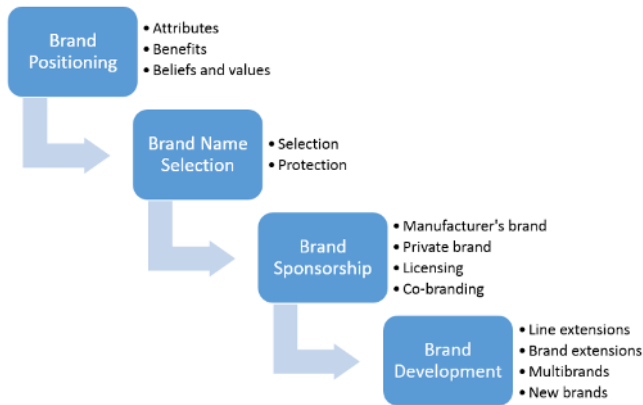 Brand
Positioning
• Attributes
• Benefits
• Beliefs and values
Brand Name
Selection
• Selection
• Protection
Brand
Sponsorship
• Manufacturer's brand
• Private brand
• Licensing
• Co-branding
Brand
Development
• Line extensions
• Brand extensions
• Multibrands
• New brands